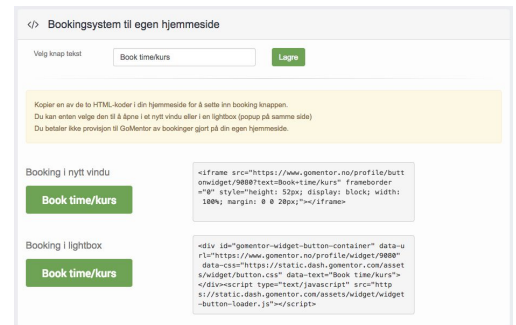 </> Bookingsystem til egen hjemmeside
Velg knap tekst
Book time/kurs
Lagre
Kopier en av de to HTML-koder i din hjemmeside for å sette inn booking knappen.
Du kan enten velge den til å åpne i et nytt vindu eller i en lightbox (popup på samme side)
Du betaler ikke provisjon til GoMentor av bookinger gjort på din egen hjemmeside.
Booking i nytt vindu
Book time/kurs
<iframe src="https://www.gomentor.no/profile/butt
onwidget/9080?text=Book+time/kurs" frameborder
="0" style="height: 52px; display: block; width:
100%; margin: 0 0 20px;"></iframe>
Booking i lightbox
Book time/kurs
<div id="gomentor-widget-button-container" data-u
rl="https://www.gomentor.no/profile/widget/9080"
data-css="https://static.dash.gomentor.com/asset
s/widget/button.css" data-text="Book time/kurs">
</div><script type="text/javascript" src="http
s://static.dash.gomentor.com/assets/widget/widget
-button-loader.js"></script>